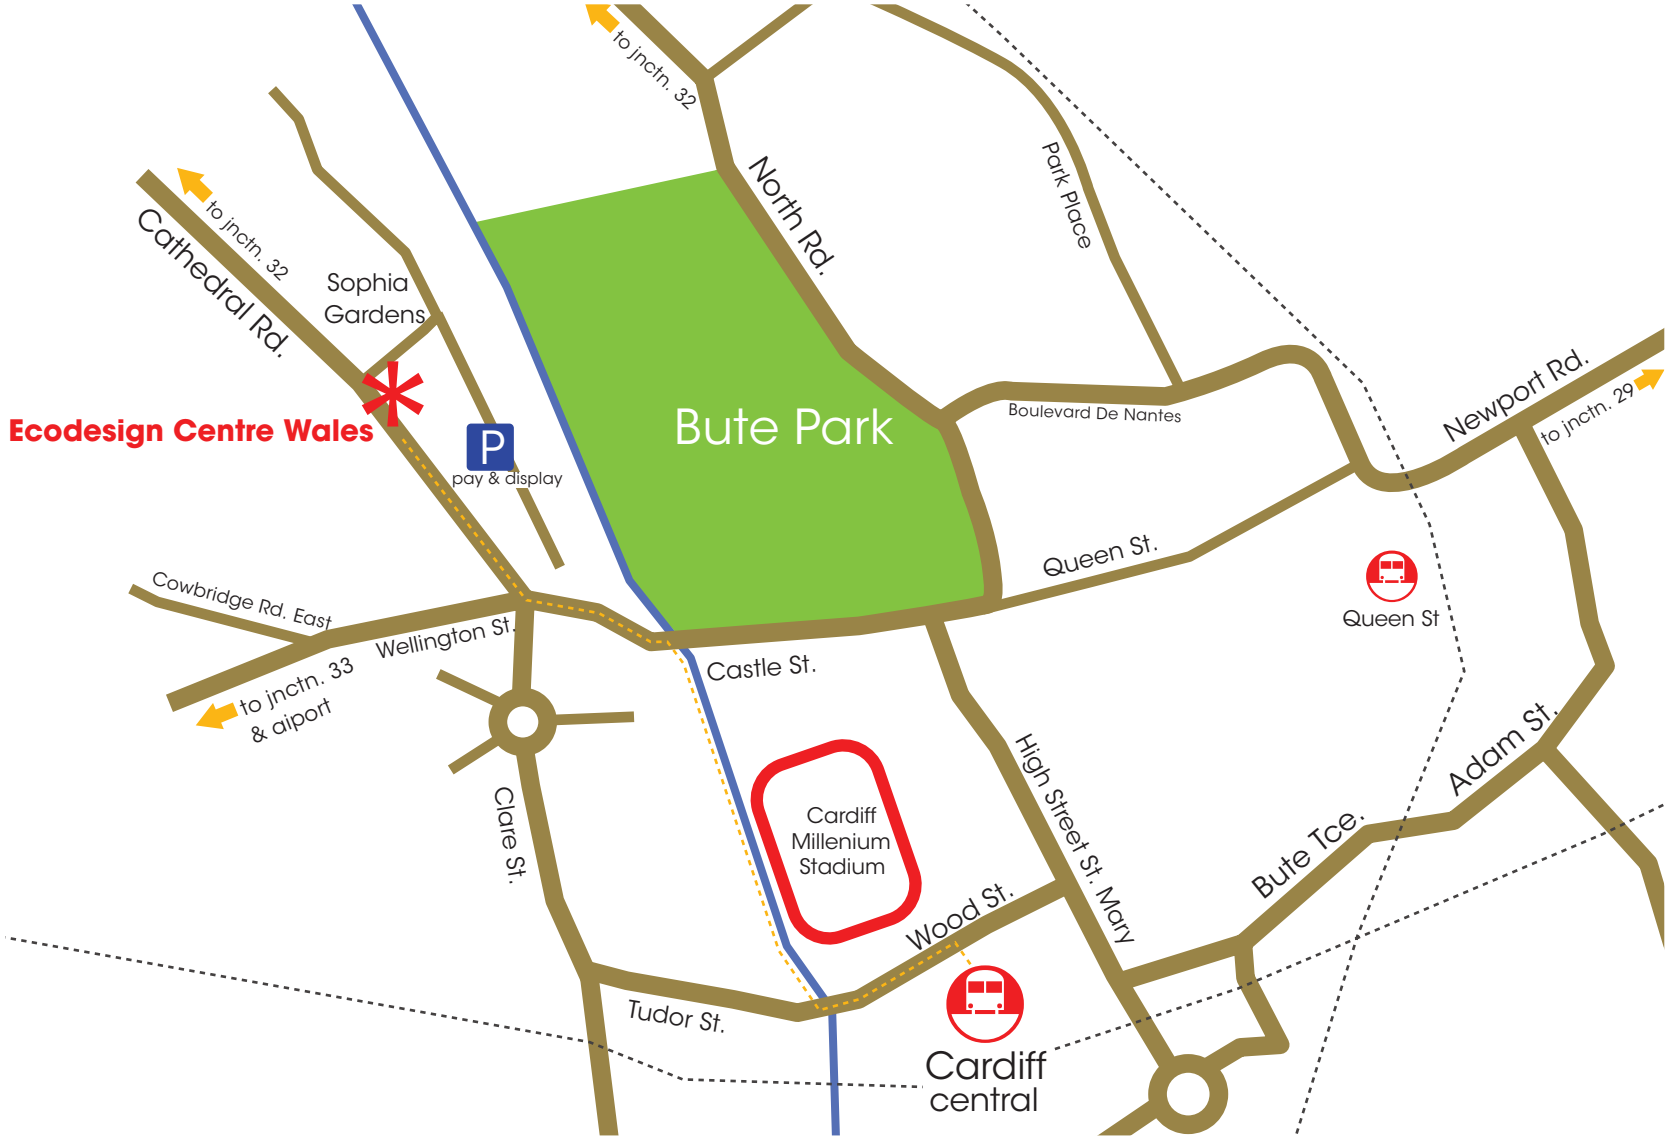 to jnctn. 32
North Rd.
Park Place
to jnctn. 32
Cathedral Rd.
Sophia
Gardens
Ecodesign Centre Wales
P
pay & display
Bute Park
Boulevard De Nantes
Newport Rd.
to jnctn. 29
Queen St.
Queen St
Cowbridge Rd. East
Wellington St.
to jnctn. 33
& aiport
Castle St.
Clare St.
Cardiff
Millenium
Stadium
High Street St. Mary
Adam St.
Bute Tce.
Wood St.
Tudor St.
Cardiff
central